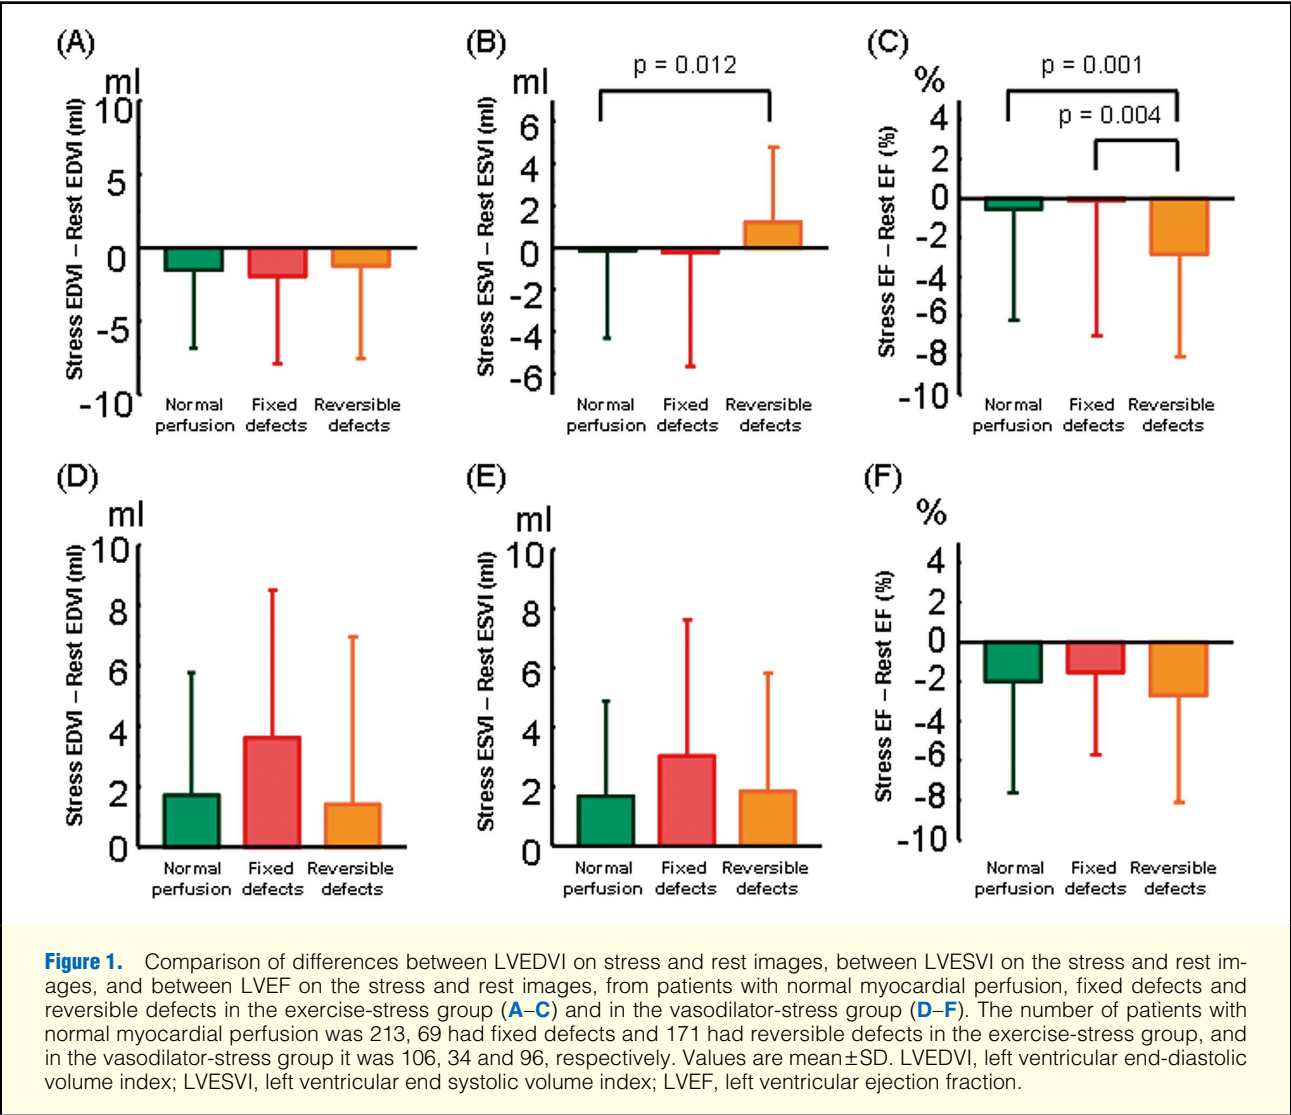 (A)
ml
Stress EDVI – Rest EDVI (ml)
10
5
0
-5
-10
Normal perfusion
Fixed defects
Reversible defects
(B)
ml
Stress ESVI – Rest ESVI (ml)
p = 0.012
6
4
2
0
-2
-4
-6
Normal perfusion
Fixed defects
Reversible defects
(C)
%
Stress EF – Rest EF (%)
p = 0.001
p = 0.004
4
2
0
-2
-4
-6
-8
-10
Normal perfusion
Fixed defects
Reversible defects
(D)
ml
Stress EDVI – Rest EDVI (ml)
10
8
6
4
2
0
Normal perfusion
Fixed defects
Reversible defects
(E)
ml
Stress ESVI – Rest ESVI (ml)
10
8
6
4
2
0
Normal perfusion
Fixed defects
Reversible defects
(F)
%
Stress EF – Rest EF (%)
4
2
0
-2
-4
-6
-8
-10
Normal perfusion
Fixed defects
Reversible defects
Figure 1. Comparison of differences between LVEDVI on stress and rest images, between LVESVI on the stress and rest im-
ages, and between LVEF on the stress and rest images, from patients with normal myocardial perfusion, fixed defects and
reversible defects in the exercise-stress group (A–C) and in the vasodilator-stress group (D–F). The number of patients with
normal myocardial perfusion was 213, 69 had fixed defects and 171 had reversible defects in the exercise-stress group, and
in the vasodilator-stress group it was 106, 34 and 96, respectively. Values are mean±SD. LVEDVI, left ventricular end-diastolic
volume index; LVESVI, left ventricular end systolic volume index; LVEF, left ventricular ejection fraction.